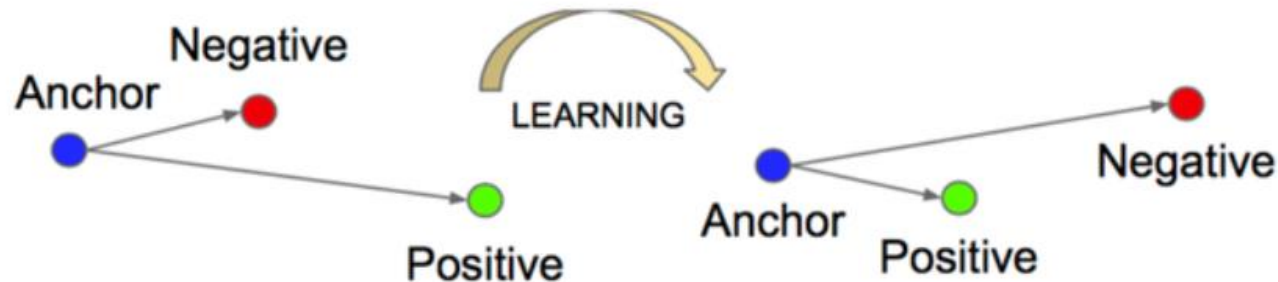 Negative
Anchor
Positive
LEARNING
Negative
Anchor
Positive